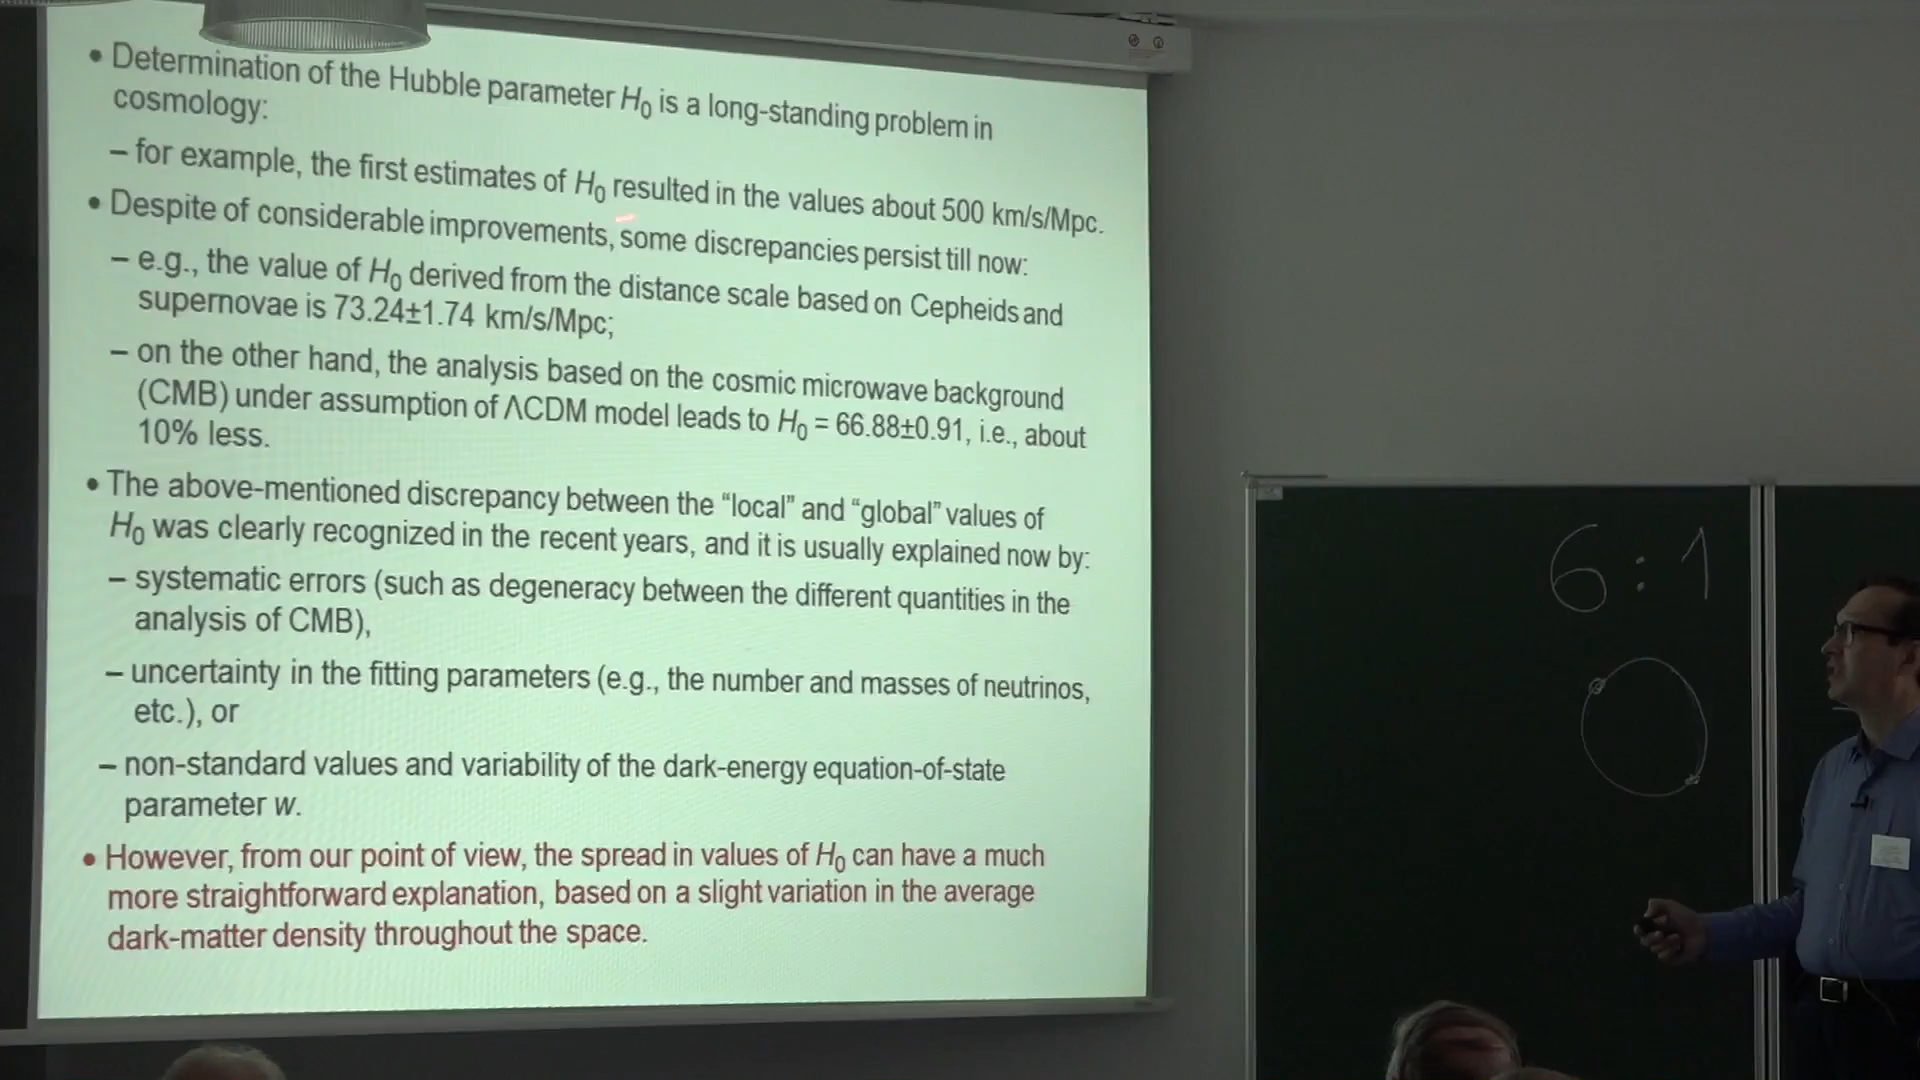 • Determination of the Hubble parameter H₀ is a long-standing problem in
cosmology:
– for example, the first estimates of H₀ resulted in the values about 500 km/s/Mpc.
• Despite of considerable improvements, some discrepancies persist till now:
– e.g., the value of H₀ derived from the distance scale based on Cepheids and
supernovae is 73.24±1.74 km/s/Mpc;
– on the other hand, the analysis based on the cosmic microwave background
(CMB) under assumption of ΛCDM model leads to H₀ = 66.88±0.91, i.e., about
10% less.
• The above-mentioned discrepancy between the “local” and “global” values of
H₀ was clearly recognized in the recent years, and it is usually explained now by:
– systematic errors (such as degeneracy between the different quantities in the
analysis of CMB),
– uncertainty in the fitting parameters (e.g., the number and masses of neutrinos,
etc.), or
– non-standard values and variability of the dark-energy equation-of-state
parameter w.
• However, from our point of view, the spread in values of H₀ can have a much
more straightforward explanation, based on a slight variation in the average
dark-matter density throughout the space.
6:1